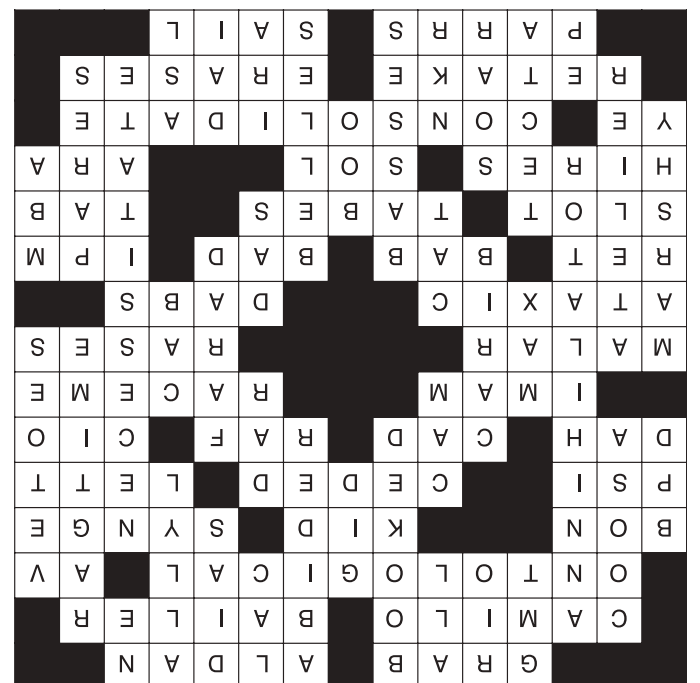 GRAB ALDAN
CAMILO BAILER
ONTOLOGICAL AV
BON KID SYNGE
PSI CEDED LETT
DAH CAD RAF CIO
IMAM RACEME
MALAR RASES
ATAXIC DABS
RET BAB BAD IPM
SLOT TABES TAB
HIRES SOL ARA
YE CONSOLIDATE
RETAKE ERASES
PARRS SAIL